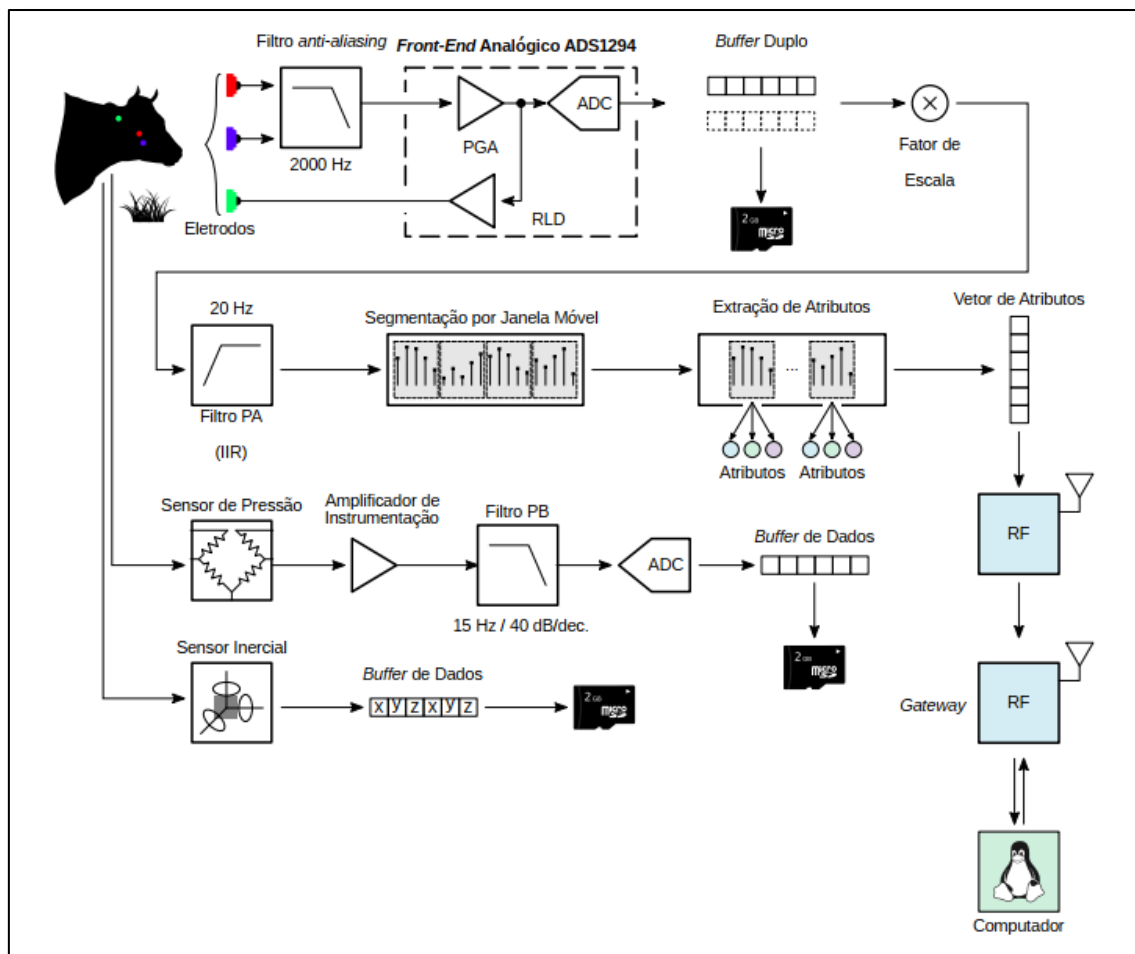 Filtro anti-aliasing
Front-End Analógico ADS1294
Buffer Duplo
ADC
PGA
2000 Hz
Fator de
Escala
RLD
Eletrodos
2 GB
micro
20 Hz
Segmentação por Janela Móvel
Extração de Atributos
Vetor de Atributos
...
Filtro PA
(IIR)
Atributos
Atributos
Sensor de Pressão
Amplificador de
Instrumentação
Filtro PB
Buffer de Dados
RF
ADC
15 Hz / 40 dB/dec.
2 GB
micro
Sensor Inercial
Buffer de Dados
x y z x y z
2 GB
micro
Gateway
RF
Computador